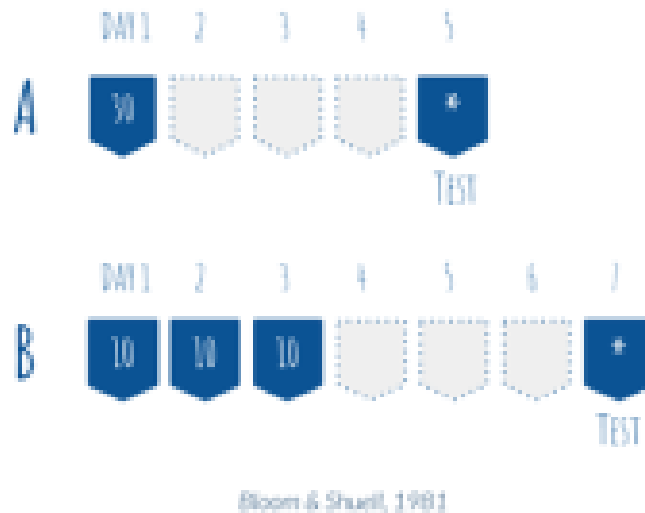 DAY 1 2 3 4 5
A 30 *
TEST
DAY 1 2 3 4 5 6 7
B 10 10 10 *
TEST
Bloom & Shuell, 1981